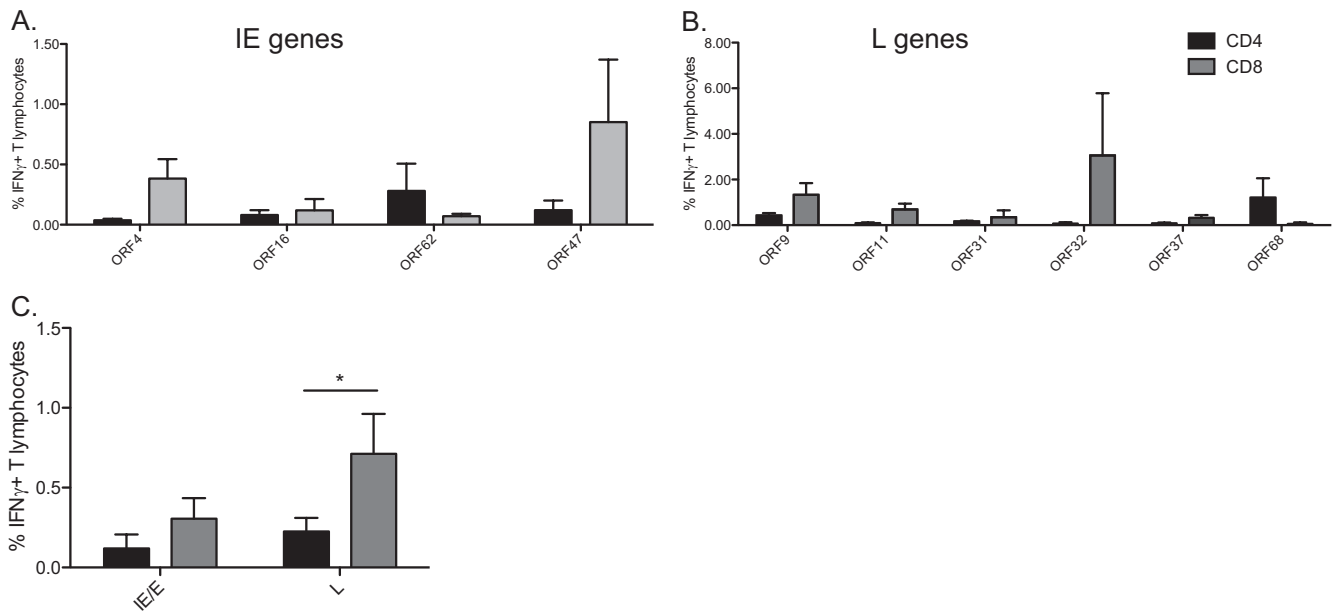 A.
IE genes
% IFNγ+ T lymphocytes
1.50
1.00
0.50
0.00
ORF4
ORF16
ORF62
ORF47
B.
L genes
CD4
CD8
% IFNγ+ T lymphocytes
8.00
6.00
4.00
2.00
0.00
ORF9
ORF11
ORF31
ORF32
ORF37
ORF68
C.
% IFNγ+ T lymphocytes
1.5
1.0
0.5
0.0
*
IE/E
L